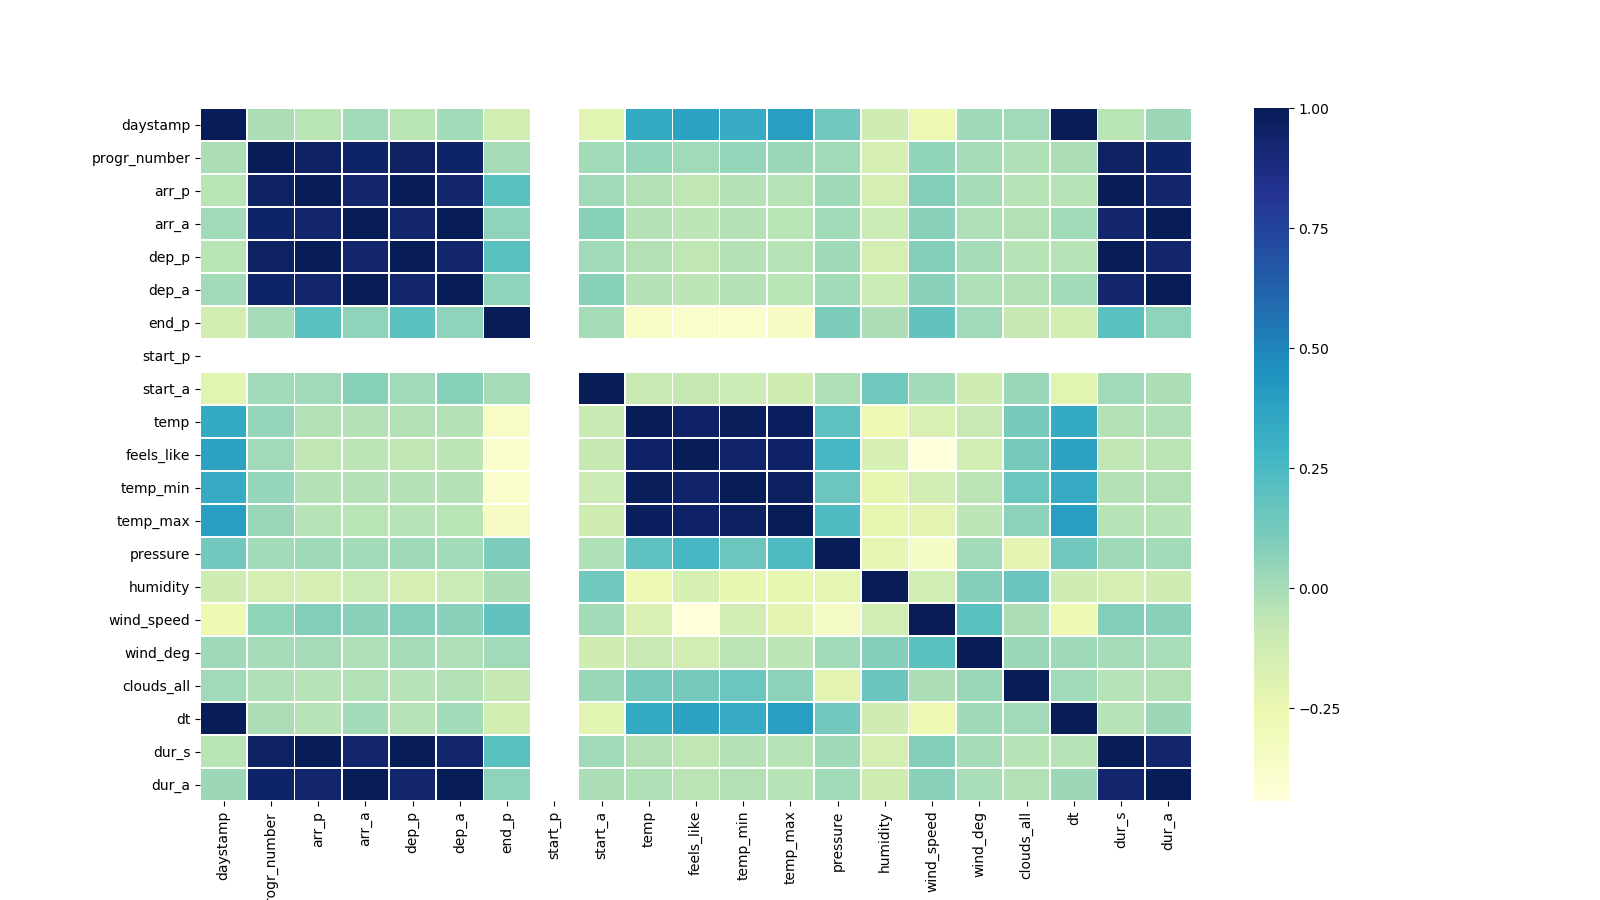 daystamp
progr_number
arr_p
arr_a
dep_p
dep_a
end_p
start_p
start_a
temp
feels_like
temp_min
temp_max
pressure
humidity
wind_speed
wind_deg
clouds_all
dt
dur_s
dur_a
daystamp
rogr_number
arr_p
arr_a
dep_p
dep_a
end_p
start_p
start_a
temp
feels_like
temp_min
temp_max
pressure
humidity
wind_speed
wind_deg
clouds_all
dt
dur_s
dur_a
1.00
0.75
0.50
0.25
0.00
−0.25